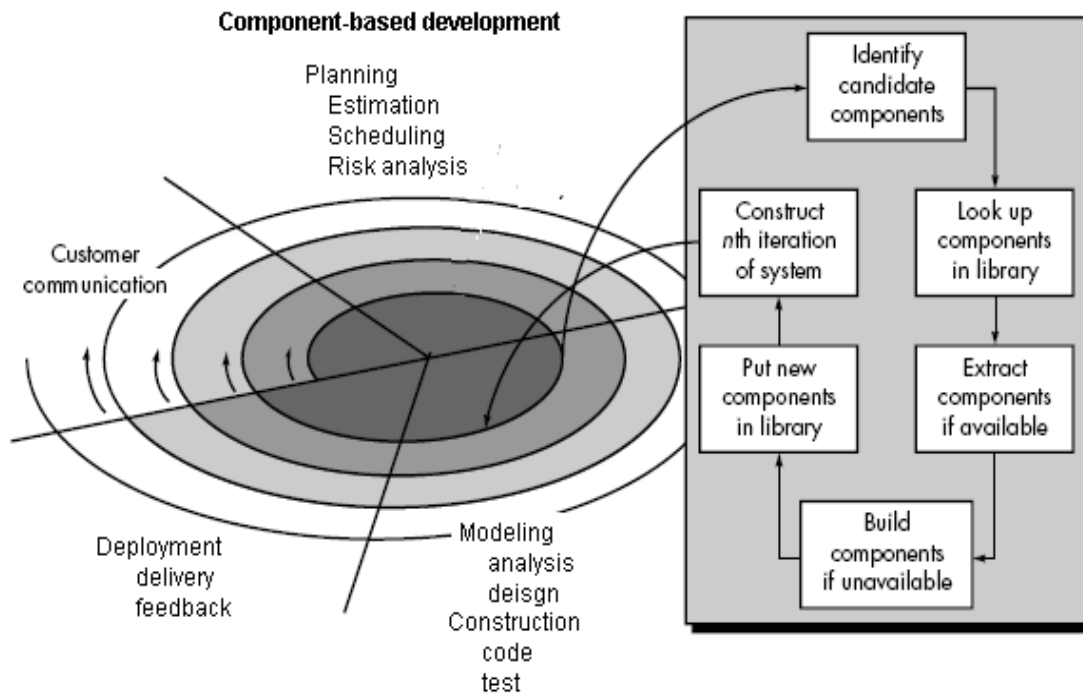 Component-based development
Planning
Estimation
Scheduling
Risk analysis
Customer
communication
Deployment
delivery
feedback
Modeling
analysis
deisgn
Construction
code
test
Identify
candidate
components
Look up
components
in library
Extract
components
if available
Build
components
if unavailable
Put new
components
in library
Construct
nth iteration
of system